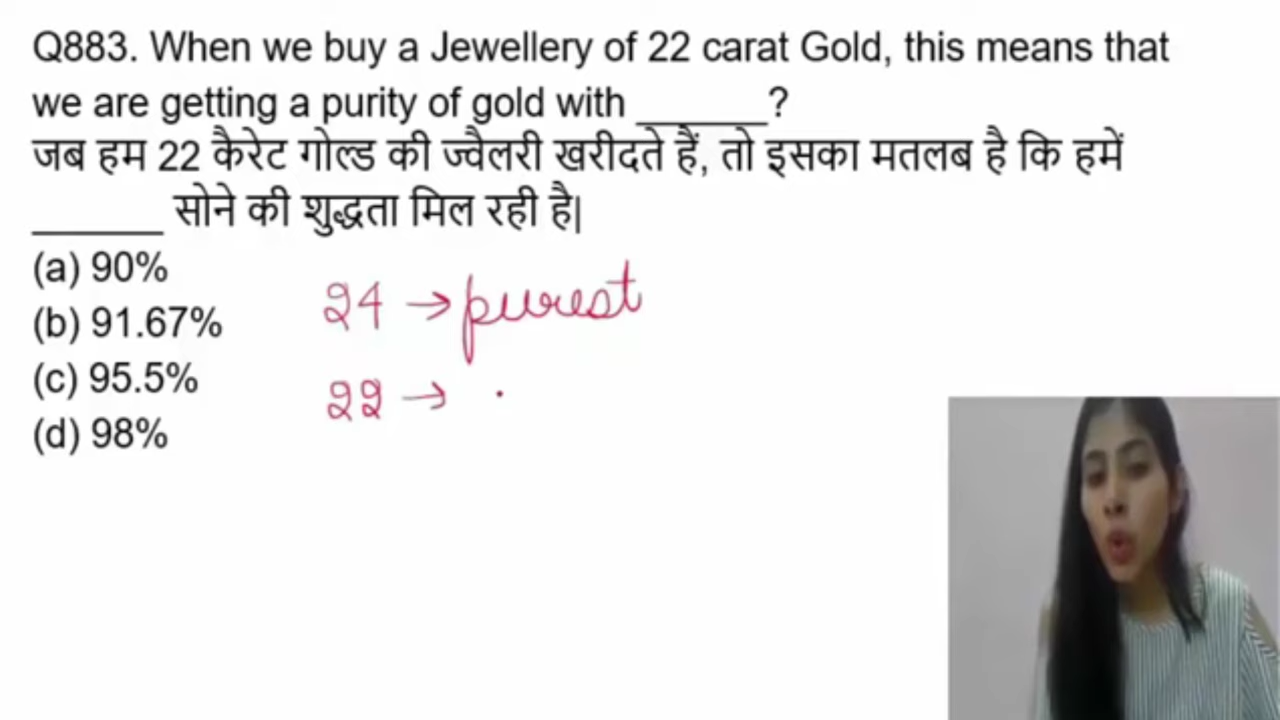 Q883. When we buy a Jewellery of 22 carat Gold, this means that
we are getting a purity of gold with ______?
जब हम 22 कैरेट गोल्ड की ज्वैलरी खरीदते हैं, तो इसका मतलब है कि हमें
______ सोने की शुद्धता मिल रही है|
(a) 90%
(b) 91.67%
(c) 95.5%
(d) 98%
24 → purest
22 →